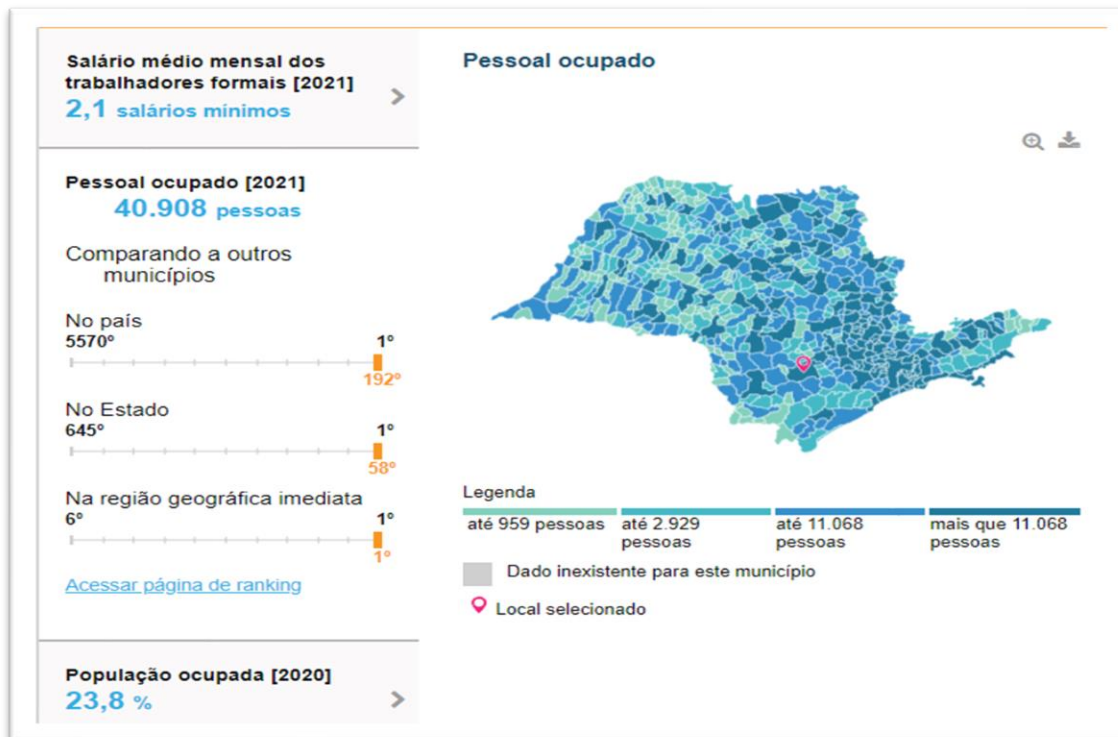 Salário médio mensal dos
trabalhadores formais [2021]
2,1 salários mínimos
Pessoal ocupado [2021]
40.908 pessoas
Comparando a outros
municípios
No país
5570º 1º
192º
No Estado
645º 1º
58º
Na região geográfica imediata
6º 1º
1º
Acessar página de ranking
População ocupada [2020]
23,8 %
Pessoal ocupado
Legenda
até 959 pessoas
até 2.929
pessoas
até 11.068
pessoas
mais que 11.068
pessoas
Dado inexistente para este município
Local selecionado